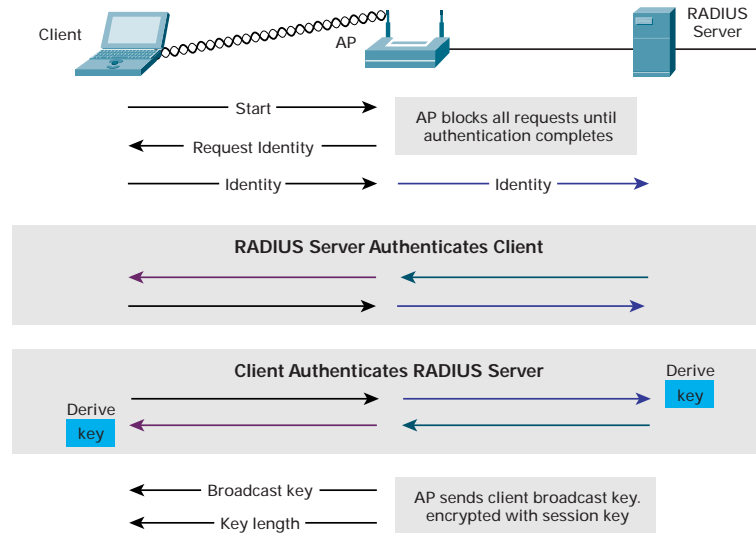 Client
AP
RADIUS
Server
Start
AP blocks all requests until
authentication completes
Request Identity
Identity
Identity
RADIUS Server Authenticates Client
Client Authenticates RADIUS Server
Derive
key
Derive
key
Broadcast key
AP sends client broadcast key.
encrypted with session key
Key length